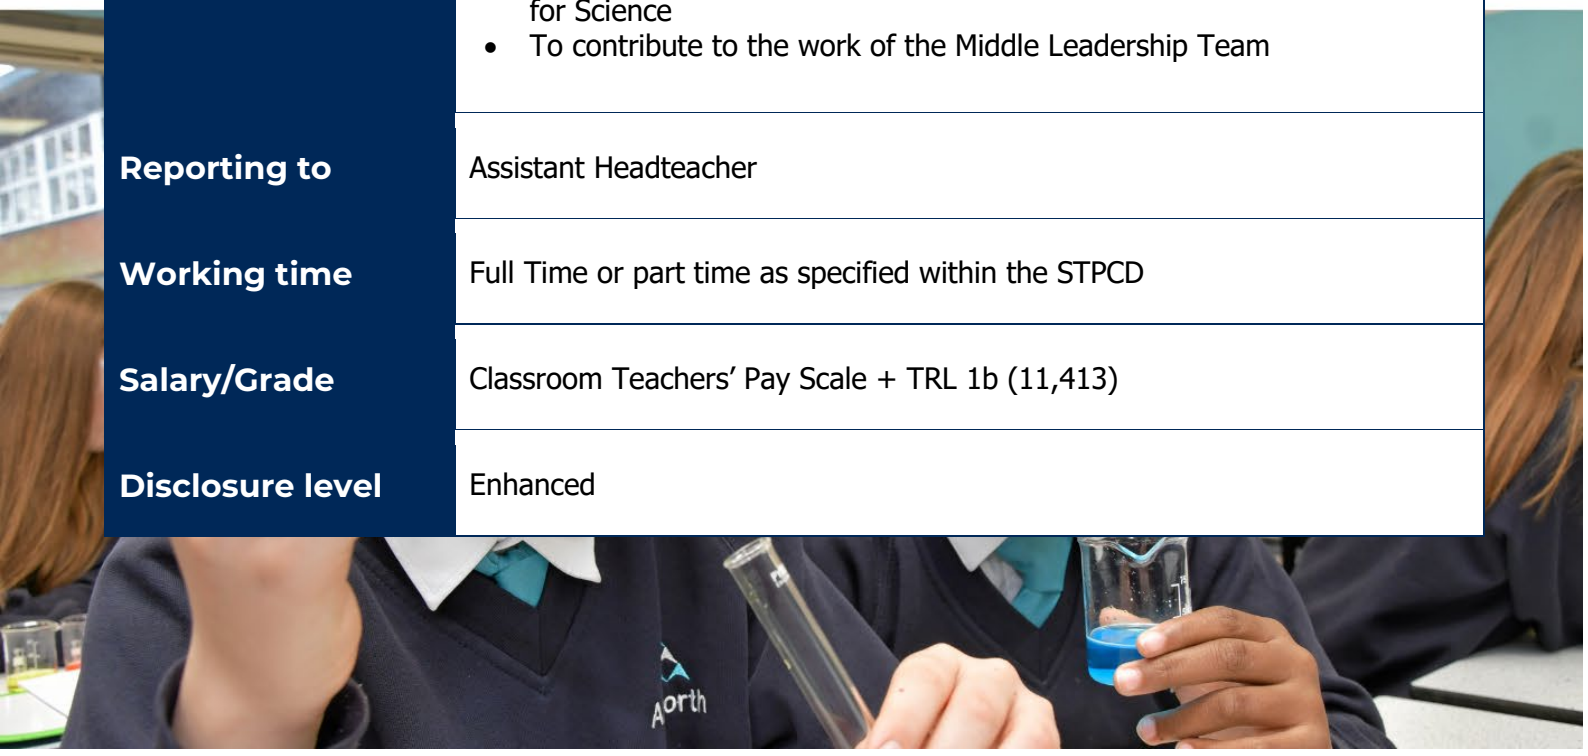 for Science
• To contribute to the work of the Middle Leadership Team
Reporting to
Assistant Headteacher
Working time
Full Time or part time as specified within the STPCD
Salary/Grade
Classroom Teachers’ Pay Scale + TRL 1b (11,413)
Disclosure level
Enhanced